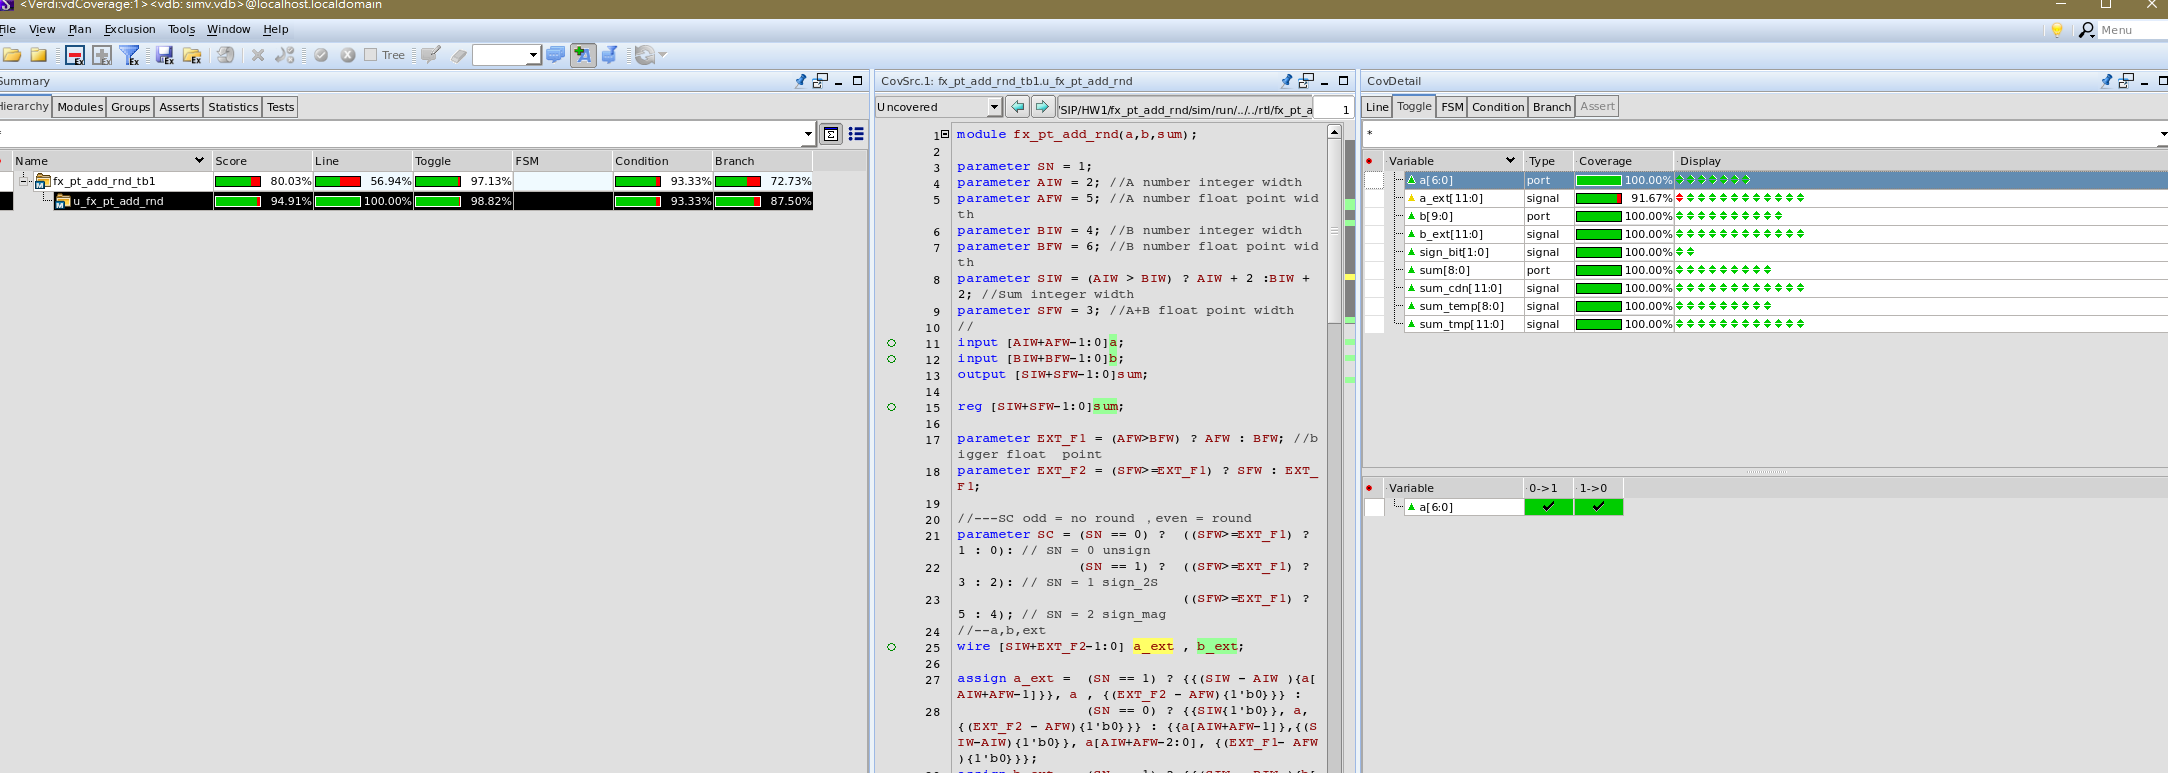 <Verdi:vdCoverage:1><vdb: simv.vdb>@localhost.localdomain
File View Plan Exclusion Tools Window Help
Menu
Ex Ex Ex Ex Ex Tree
Summary
Hierarchy Modules Groups Asserts Statistics Tests
*
Name Score Line Toggle FSM Condition Branch
fx_pt_add_rnd_tb1 80.03% 56.94% 97.13% 93.33% 72.73%
u_fx_pt_add_rnd 94.91% 100.00% 98.82% 93.33% 87.50%
CovSrc.1: fx_pt_add_rnd_tb1.u_fx_pt_add_rnd
Uncovered 'SIP/HW1/fx_pt_add_rnd/sim/run/../../rtl/fx_pt_a 1
1 module fx_pt_add_rnd(a,b,sum);
2
3 parameter SN = 1;
4 parameter AIW = 2; //A number integer width
5 parameter AFW = 5; //A number float point wid
th
6 parameter BIW = 4; //B number integer width
7 parameter BFW = 6; //B number float point wid
th
8 parameter SIW = (AIW > BIW) ? AIW + 2 :BIW +
2; //Sum integer width
9 parameter SFW = 3; //A+B float point width
10 //
11 input [AIW+AFW-1:0]a;
12 input [BIW+BFW-1:0]b;
13 output [SIW+SFW-1:0]sum;
14
15 reg [SIW+SFW-1:0]sum;
16
17 parameter EXT_F1 = (AFW>BFW) ? AFW : BFW; //b
igger float  point
18 parameter EXT_F2 = (SFW>=EXT_F1) ? SFW : EXT_
F1;
19
20 //---SC odd = no round , even = round
21 parameter SC = (SN == 0) ?  ((SFW>=EXT_F1) ?
1 : 0): // SN = 0 unsign
22 (SN == 1) ?  ((SFW>=EXT_F1) ?
3 : 2): // SN = 1 sign_2S
23 ((SFW>=EXT_F1) ?
5 : 4); // SN = 2 sign_mag
24 //--a,b,ext
25 wire [SIW+EXT_F2-1:0] a_ext , b_ext;
26
27 assign a_ext =  (SN == 1) ? {{(SIW - AIW ){a[
AIW+AFW-1]}}, a , {(EXT_F2 - AFW){1'b0}}} :
28 (SN == 0) ? {{SIW{1'b0}}, a,
{(EXT_F2 - AFW){1'b0}}} : {{a[AIW+AFW-1]},{(S
IW-AIW){1'b0}}, a[AIW+AFW-2:0], {(EXT_F1- AFW
){1'b0}}};
CovDetail
Line Toggle FSM Condition Branch Assert
*
Variable Type Coverage Display
a[6:0] port 100.00%
a_ext[11:0] signal 91.67%
b[9:0] port 100.00%
b_ext[11:0] signal 100.00%
sign_bit[1:0] signal 100.00%
sum[8:0] port 100.00%
sum_cdn[11:0] signal 100.00%
sum_temp[8:0] signal 100.00%
sum_tmp[11:0] signal 100.00%
Variable 0->1 1->0
a[6:0]